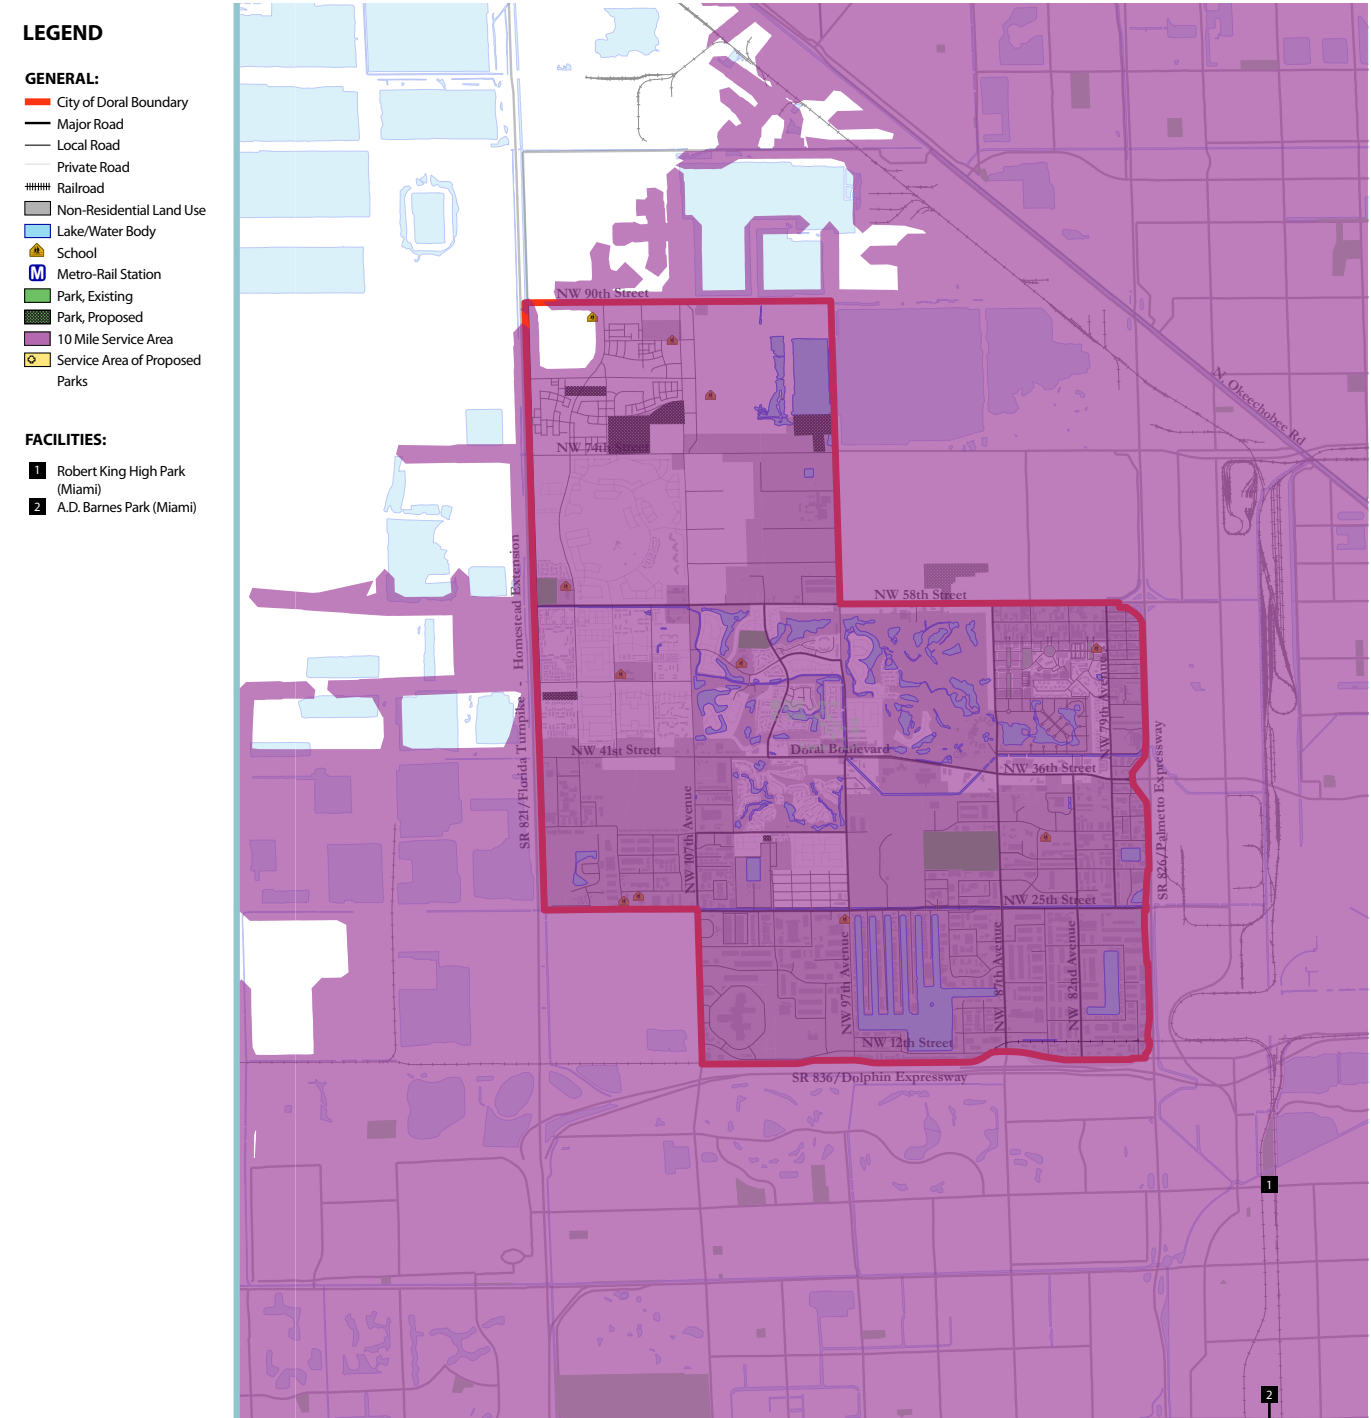 LEGEND
GENERAL:
City of Doral Boundary
Major Road
Local Road
Private Road
Railroad
Non-Residential Land Use
Lake/Water Body
School
M
Metro-Rail Station
Park, Existing
Park, Proposed
10 Mile Service Area
Service Area of Proposed
Parks
FACILITIES:
1 Robert King High Park
(Miami)
2 A.D. Barnes Park (Miami)
NW 90th Street
N. Okeechobee Rd
NW 74th Street
SR 821/Florida Turnpike - Homestead Extension
NW 58th Street
NW 79th Avenue
NW 41st Street
Doral Boulevard
NW 36th Street
SR 826/Palmetto Expressway
NW 107th Avenue
NW 25th Street
NW 97th Avenue
NW 87th Avenue
NW 82nd Avenue
NW 12th Street
SR 836/Dolphin Expressway
1
2